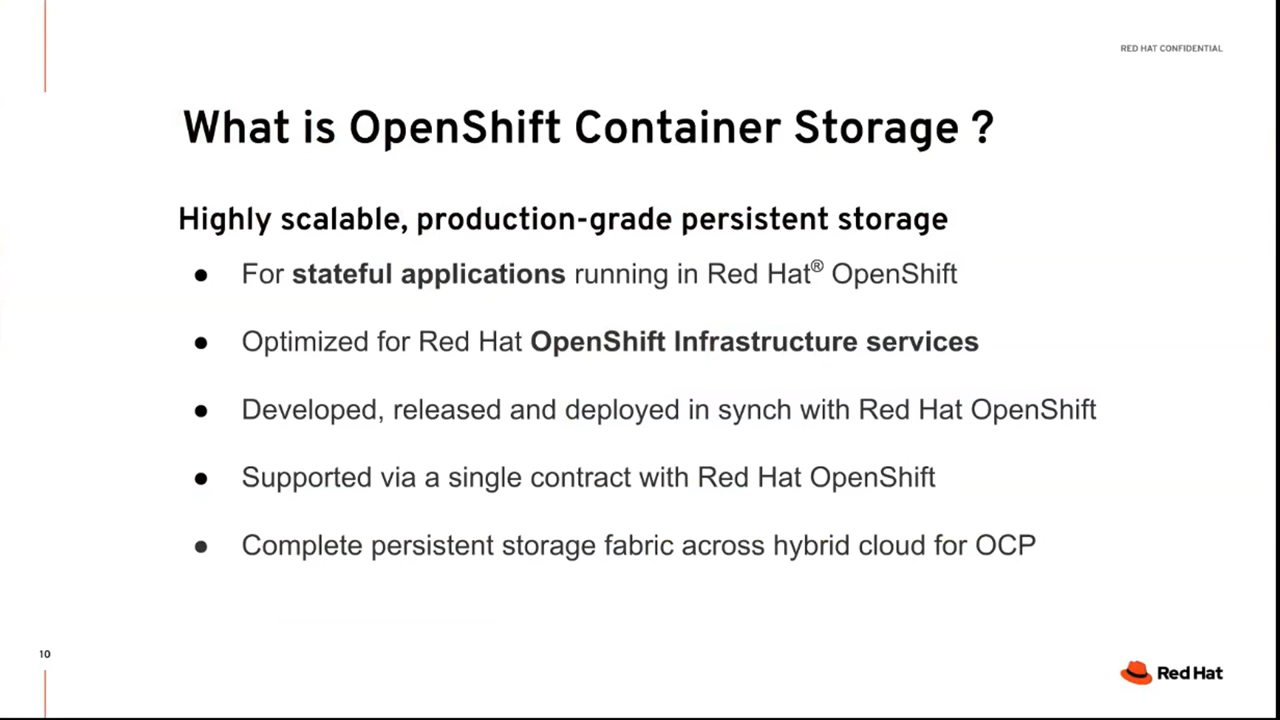 RED HAT CONFIDENTIAL
What is OpenShift Container Storage ?
Highly scalable, production-grade persistent storage
● For stateful applications running in Red Hat® OpenShift
● Optimized for Red Hat OpenShift Infrastructure services
● Developed, released and deployed in synch with Red Hat OpenShift
● Supported via a single contract with Red Hat OpenShift
● Complete persistent storage fabric across hybrid cloud for OCP
10
Red Hat